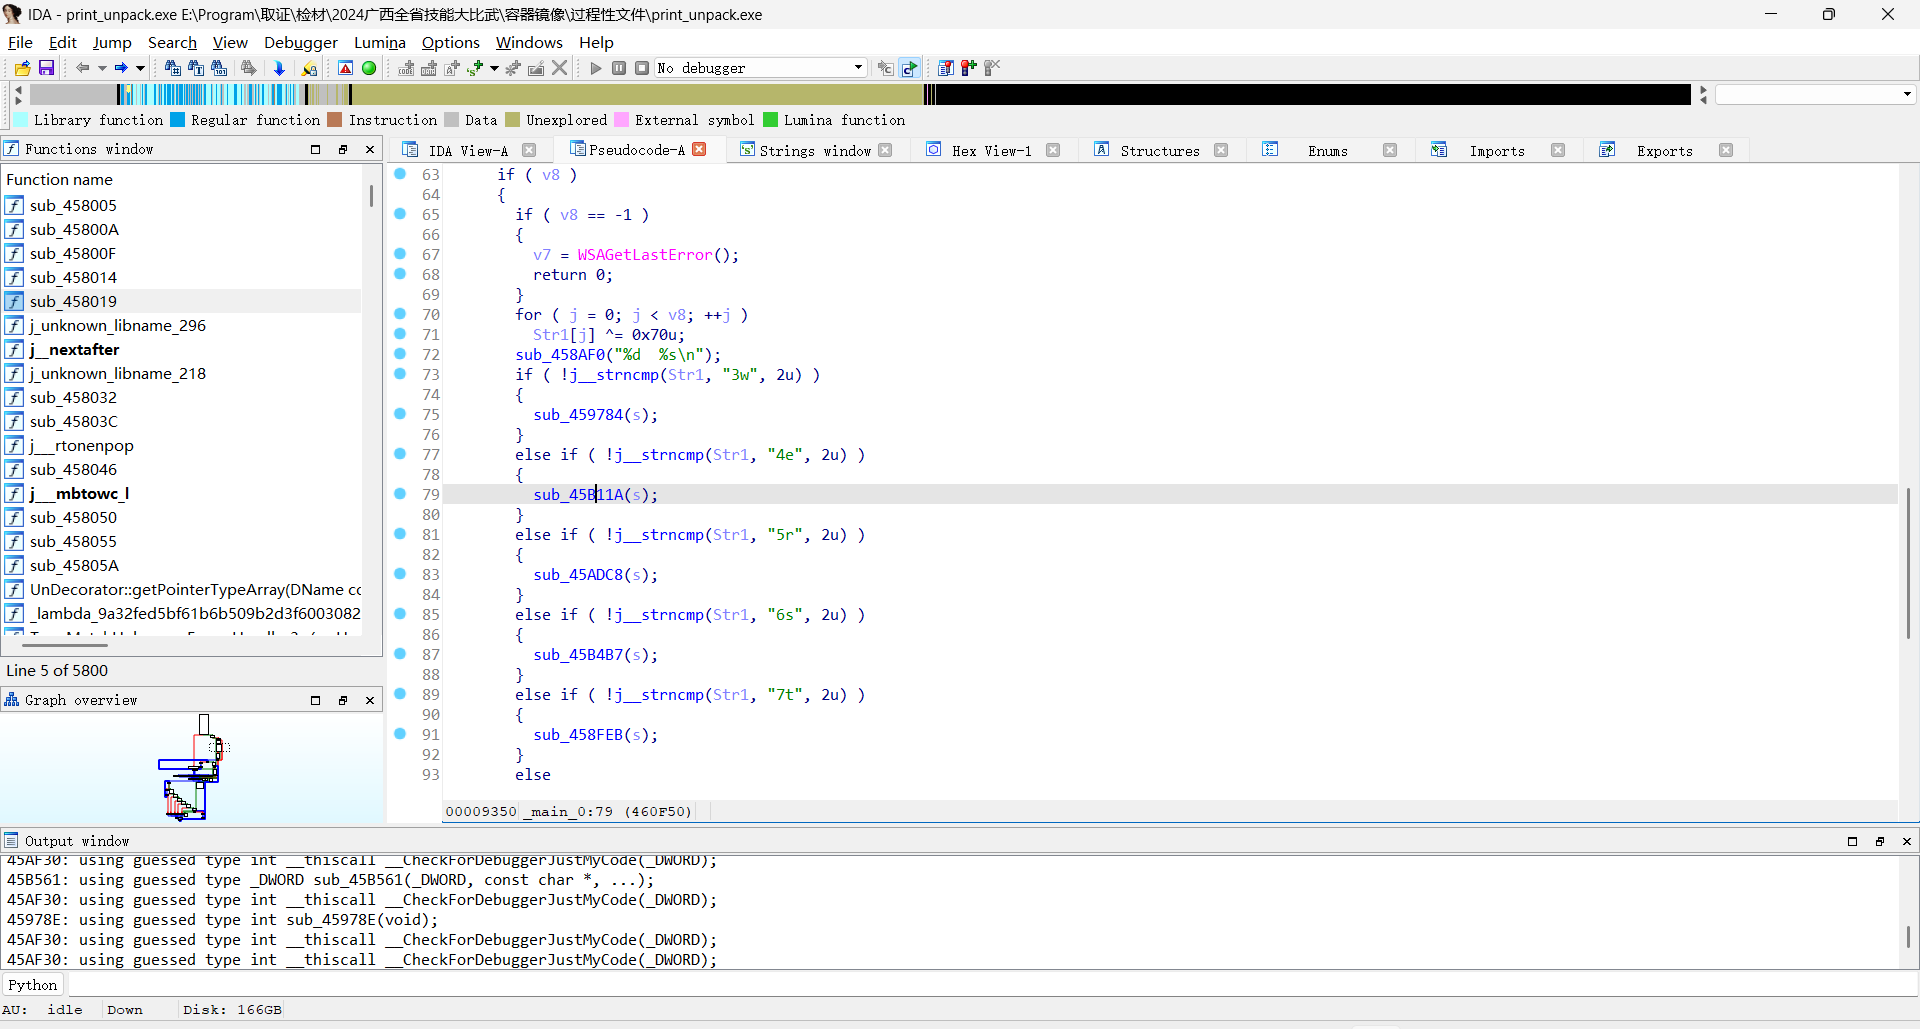 IDA - print_unpack.exe E:\Program\取证\检材\2024广西全省技能大比武\容器镜像\过程性文件\print_unpack.exe
File Edit Jump Search View Debugger Lumina Options Windows Help
No debugger
Library function Regular function Instruction Data Unexplored External symbol Lumina function
Functions window
IDA View-A Pseudocode-A Strings window Hex View-1 Structures Enums Imports Exports
Function name
sub_458005
sub_45800A
sub_45800F
sub_458014
sub_458019
j_unknown_libname_296
j__nextafter
j_unknown_libname_218
sub_458032
sub_45803C
j___rtonenpop
sub_458046
j___mbtowc_l
sub_458050
sub_458055
sub_45805A
UnDecorator::getPointerTypeArray(DName cc
_lambda_9a32fed5bf61b6b509b2d3f6003082
Line 5 of 5800
Graph overview
63 if ( v8 )
64 {
65 if ( v8 == -1 )
66 {
67 v7 = WSAGetLastError();
68 return 0;
69 }
70 for ( j = 0; j < v8; ++j )
71 Str1[j] ^= 0x70u;
72 sub_458AF0("%d  %s\n");
73 if ( !j__strncmp(Str1, "3w", 2u) )
74 {
75 sub_459784(s);
76 }
77 else if ( !j__strncmp(Str1, "4e", 2u) )
78 {
79 sub_45B11A(s);
80 }
81 else if ( !j__strncmp(Str1, "5r", 2u) )
82 {
83 sub_45ADC8(s);
84 }
85 else if ( !j__strncmp(Str1, "6s", 2u) )
86 {
87 sub_45B4B7(s);
88 }
89 else if ( !j__strncmp(Str1, "7t", 2u) )
90 {
91 sub_458FEB(s);
92 }
93 else
00009350 _main_0:79 (460F50)
Output window
45AF30: using guessed type int __thiscall __CheckForDebuggerJustMyCode(_DWORD);
45B561: using guessed type _DWORD sub_45B561(_DWORD, const char *, ...);
45AF30: using guessed type int __thiscall __CheckForDebuggerJustMyCode(_DWORD);
45978E: using guessed type int sub_45978E(void);
45AF30: using guessed type int __thiscall __CheckForDebuggerJustMyCode(_DWORD);
45AF30: using guessed type int __thiscall __CheckForDebuggerJustMyCode(_DWORD);
Python
AU: idle Down Disk: 166GB